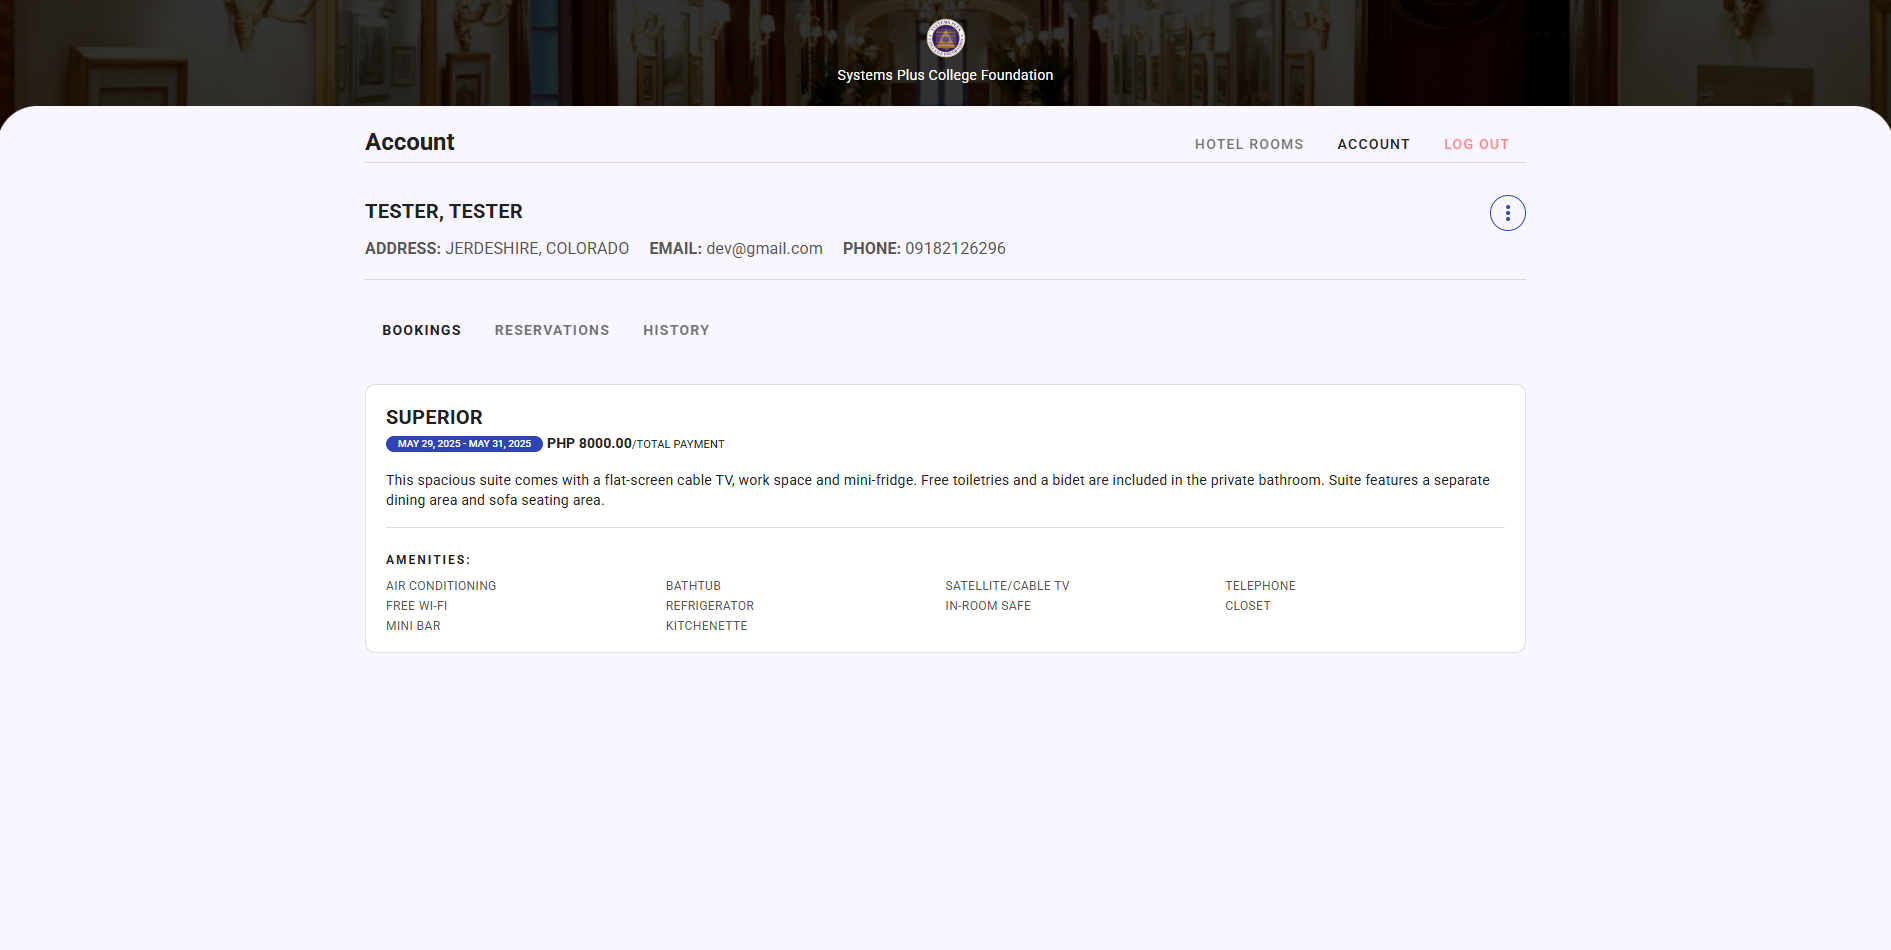 Systems Plus College Foundation
Account
HOTEL ROOMS ACCOUNT LOG OUT
TESTER, TESTER
ADDRESS: JERDESHIRE, COLORADO EMAIL: dev@gmail.com PHONE: 09182126296
BOOKINGS RESERVATIONS HISTORY
SUPERIOR
MAY 29, 2025 - MAY 31, 2025 PHP 8000.00/TOTAL PAYMENT
This spacious suite comes with a flat-screen cable TV, work space and mini-fridge. Free toiletries and a bidet are included in the private bathroom. Suite features a separate
dining area and sofa seating area.
AMENITIES:
AIR CONDITIONING BATHTUB SATELLITE/CABLE TV TELEPHONE
FREE WI-FI REFRIGERATOR IN-ROOM SAFE CLOSET
MINI BAR KITCHENETTE